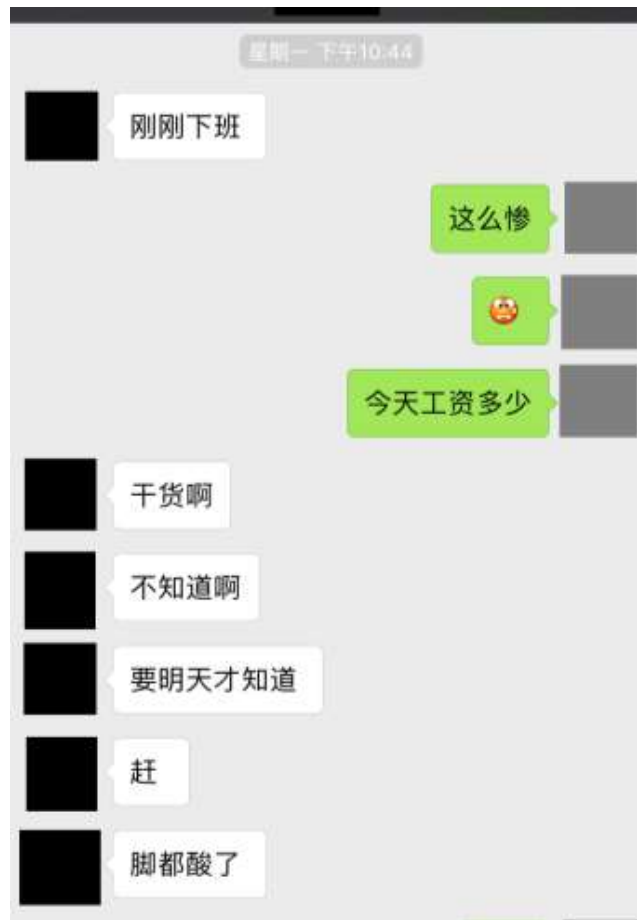 星期一 下午10:44
刚刚下班
这么惨
今天工资多少
干货啊
不知道啊
要明天才知道
赶
脚都酸了